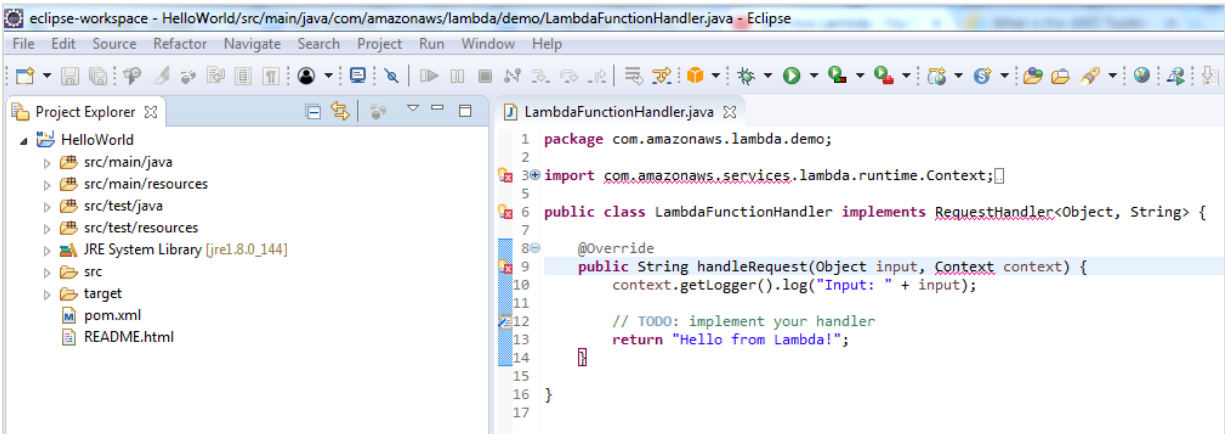 eclipse-workspace - HelloWorld/src/main/java/com/amazonaws/lambda/demo/LambdaFunctionHandler.java - Eclipse
File Edit Source Refactor Navigate Search Project Run Window Help
Project Explorer
HelloWorld
src/main/java
src/main/resources
src/test/java
src/test/resources
JRE System Library [jre1.8.0_144]
src
target
pom.xml
README.html
LambdaFunctionHandler.java
1 package com.amazonaws.lambda.demo;
2
3 import com.amazonaws.services.lambda.runtime.Context;
5
6 public class LambdaFunctionHandler implements RequestHandler<Object, String> {
7
8 @Override
9 public String handleRequest(Object input, Context context) {
10 context.getLogger().log("Input: " + input);
11
12 // TODO: implement your handler
13 return "Hello from Lambda!";
14 }
15
16 }
17